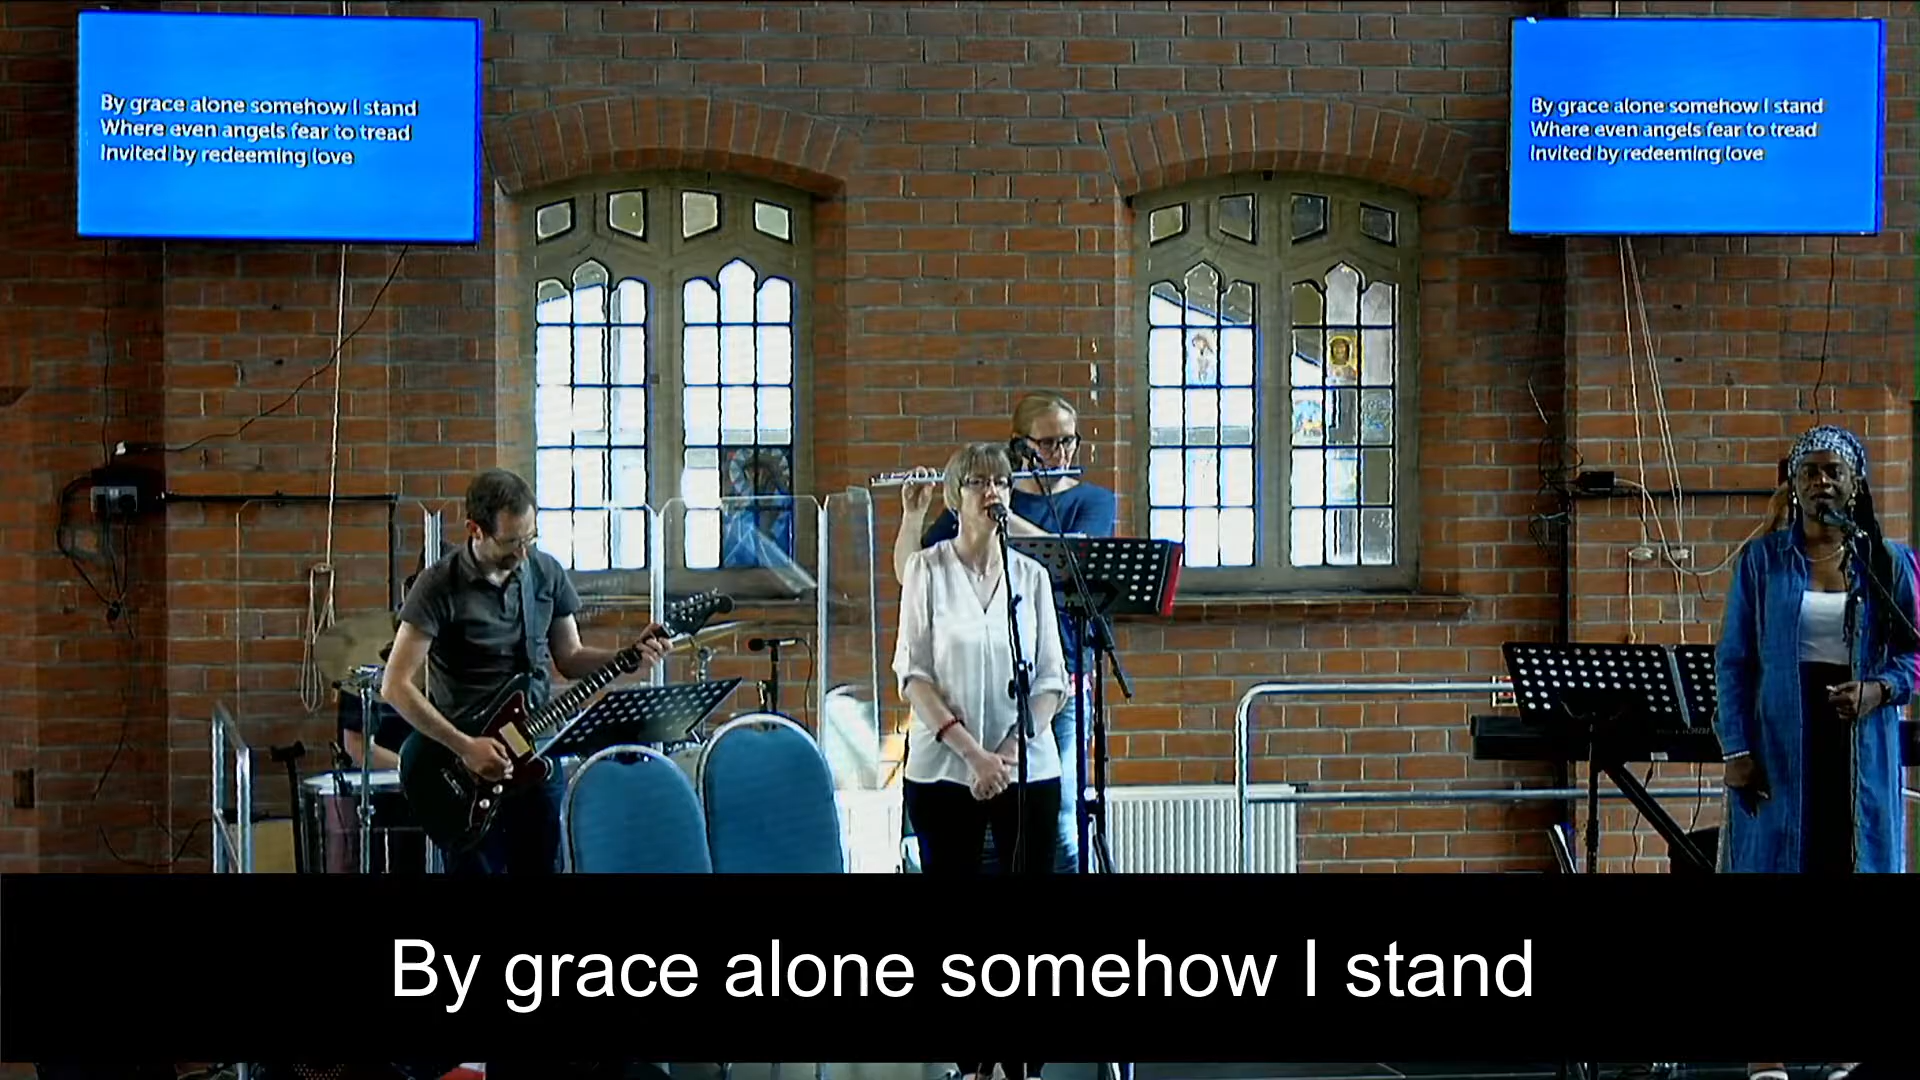 By grace alone somehow I stand
Where even angels fear to tread
Invited by redeeming love
By grace alone somehow I stand
Where even angels fear to tread
Invited by redeeming love
By grace alone somehow I stand